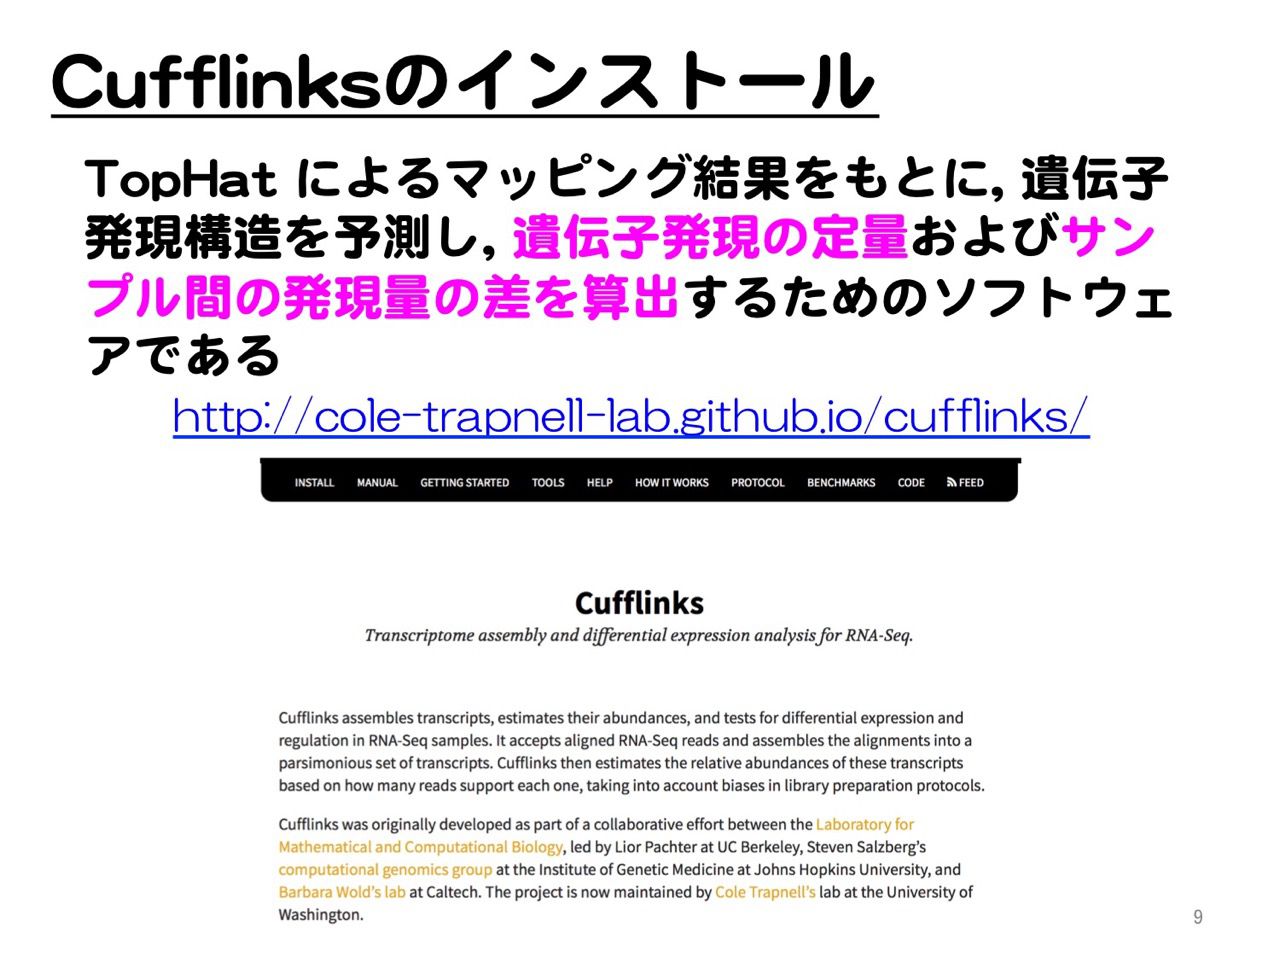 Cufflinksのインストール
TopHat によるマッピング結果をもとに, 遺伝子
発現構造を予測し, 遺伝子発現の定量およびサン
プル間の発現量の差を算出するためのソフトウェ
アである
http://cole-trapnell-lab.github.io/cufflinks/
INSTALL MANUAL GETTING STARTED TOOLS HELP HOW IT WORKS PROTOCOL BENCHMARKS CODE FEED
Cufflinks
Transcriptome assembly and differential expression analysis for RNA-Seq.
Cufflinks assembles transcripts, estimates their abundances, and tests for differential expression and
regulation in RNA-Seq samples. It accepts aligned RNA-Seq reads and assembles the alignments into a
parsimonious set of transcripts. Cufflinks then estimates the relative abundances of these transcripts
based on how many reads support each one, taking into account biases in library preparation protocols.
Cufflinks was originally developed as part of a collaborative effort between the Laboratory for
Mathematical and Computational Biology, led by Lior Pachter at UC Berkeley, Steven Salzberg’s
computational genomics group at the Institute of Genetic Medicine at Johns Hopkins University, and
Barbara Wold’s lab at Caltech. The project is now maintained by Cole Trapnell’s lab at the University of
Washington.
9